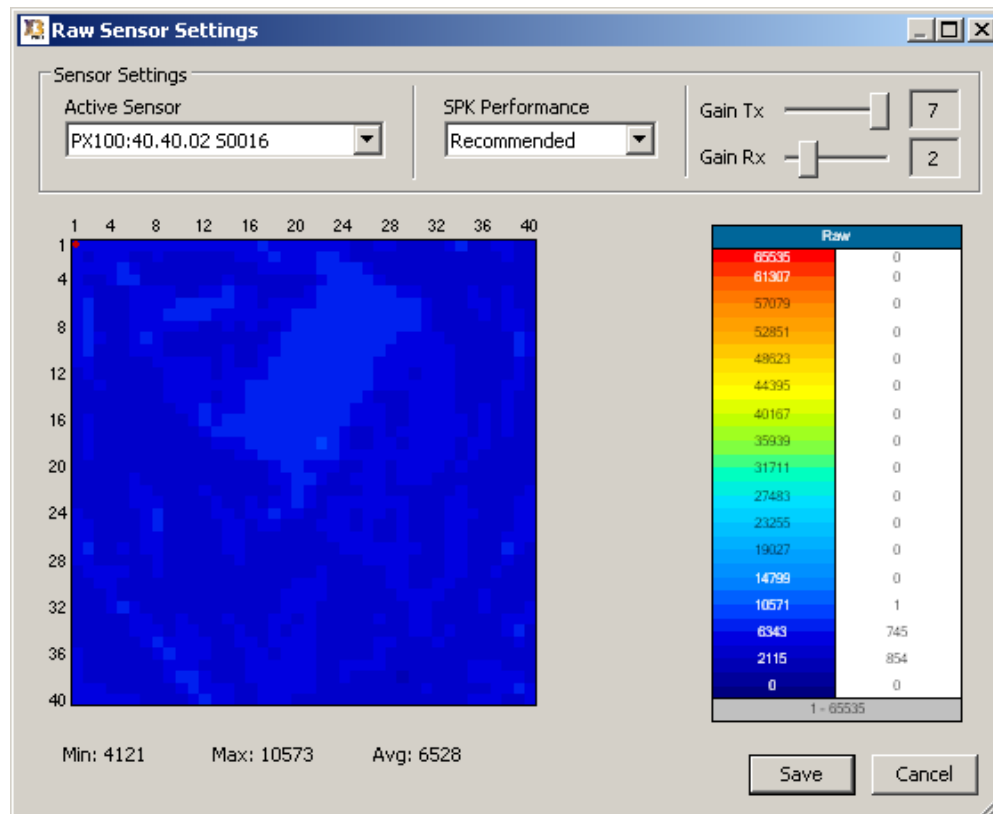 Raw Sensor Settings
Sensor Settings
Active Sensor
PX100:40.40.02 S0016
SPK Performance
Recommended
Gain Tx
7
Gain Rx
2
1 4 8 12 16 20 24 28 32 36 40
1
4
8
12
16
20
24
28
32
36
40
Raw
65535 0
61307 0
57079 0
52851 0
48623 0
44395 0
40167 0
35939 0
31711 0
27483 0
23255 0
19027 0
14799 0
10571 1
6343 745
2115 854
0 0
1 - 65535
Min: 4121 Max: 10573 Avg: 6528
Save
Cancel